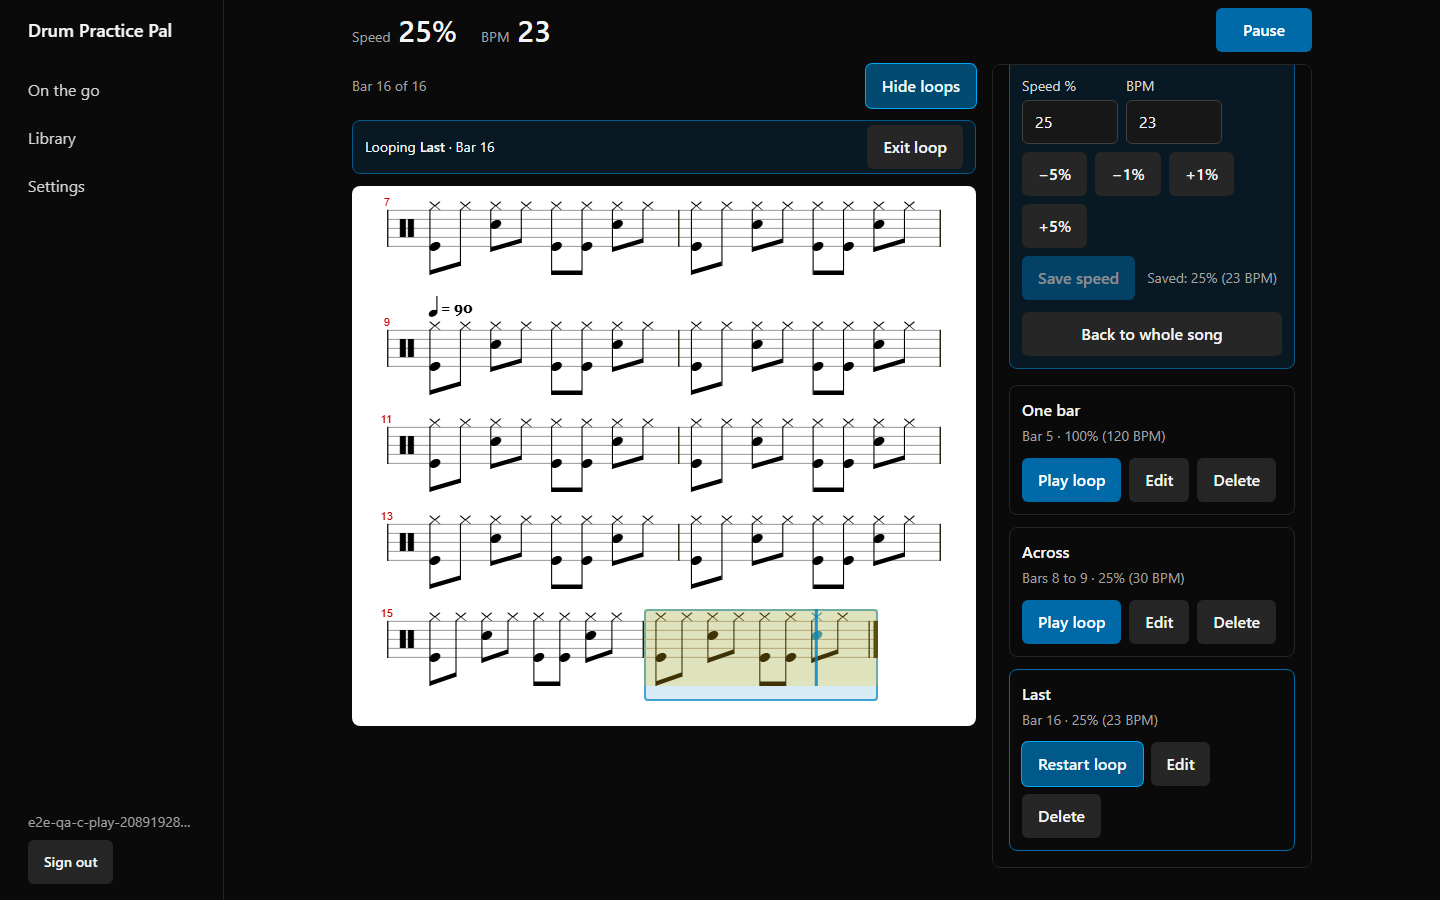 Drum Practice Pal
On the go
Library
Settings
e2e-qa-c-play-20891928...
Sign out
Speed 25% BPM 23
Pause
Bar 16 of 16
Hide loops
Looping Last · Bar 16
Exit loop
7
♩ = 90
9
11
13
15
Speed % BPM
25 23
−5% −1% +1%
+5%
Save speed Saved: 25% (23 BPM)
Back to whole song
One bar
Bar 5 · 100% (120 BPM)
Play loop Edit Delete
Across
Bars 8 to 9 · 25% (30 BPM)
Play loop Edit Delete
Last
Bar 16 · 25% (23 BPM)
Restart loop Edit
Delete